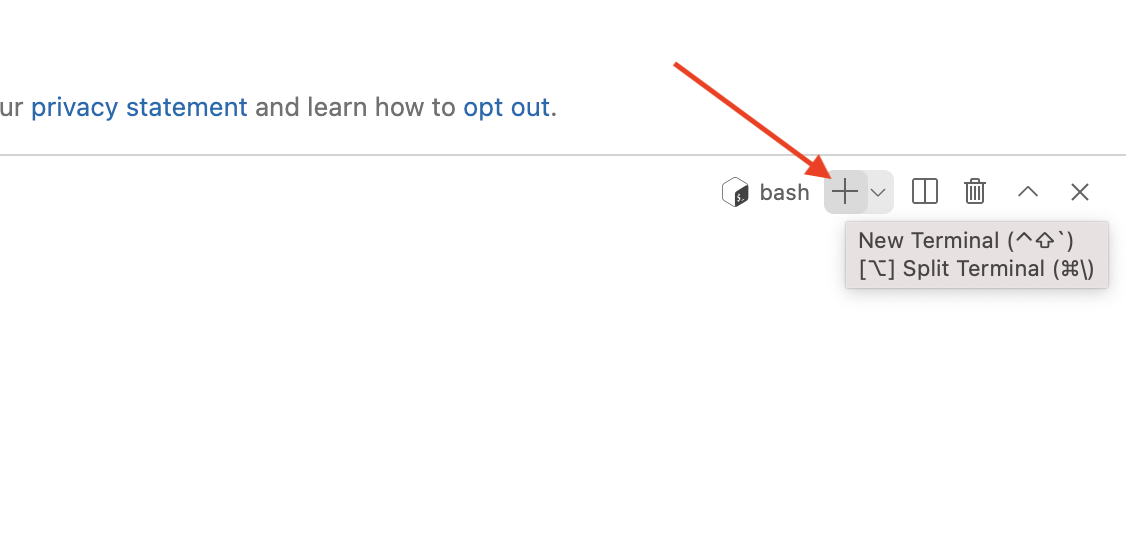 ur privacy statement and learn how to opt out.
bash
New Terminal (^⇧`)
[⌥] Split Terminal (⌘\)